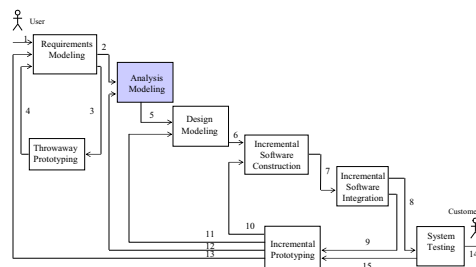 User
1
Requirements
Modeling
2
Analysis
Modeling
4
3
5
Design
Modeling
Throwaway
Prototyping
6
Incremental
Software
Construction
7
Incremental
Software
Integration
8
Custome
10
11
12
13
Incremental
Prototyping
9
System
Testing
14
15